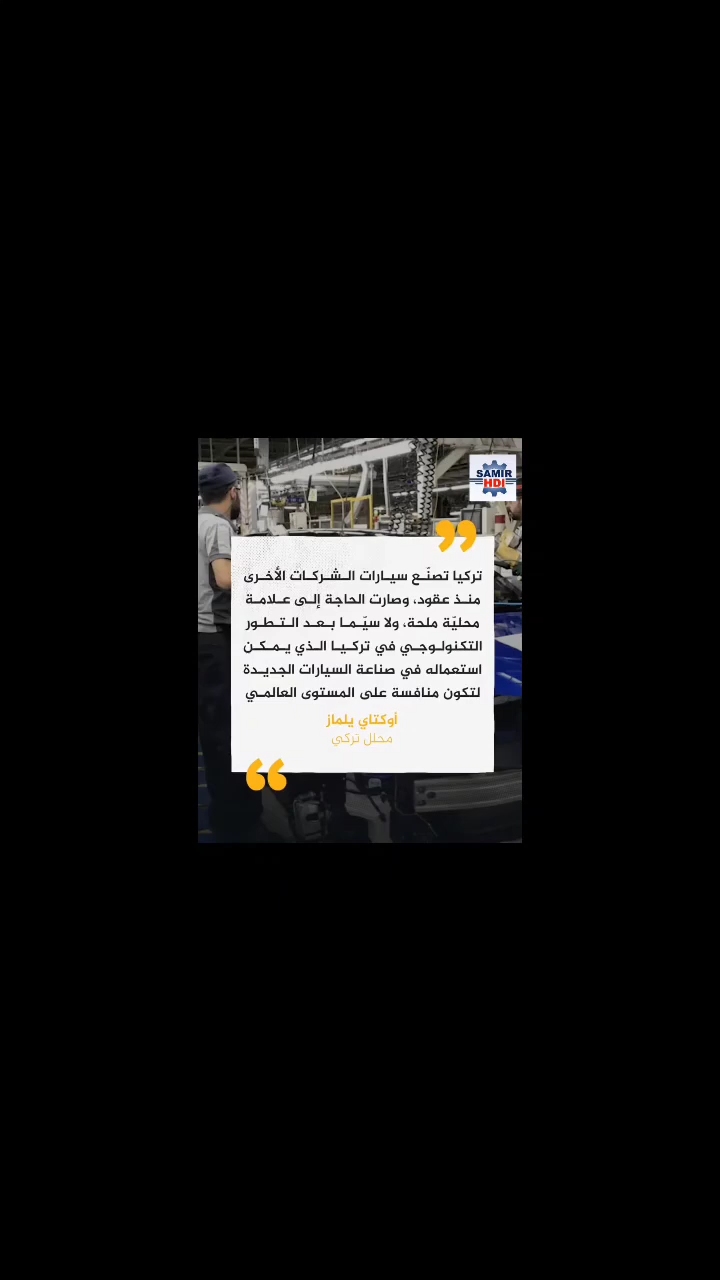 SAMIR
HDI
تركيا تصنّع سيارات الشركات الأخرى
منذ عقود، وصارت الحاجة إلى علامة
محليّة ملحة، ولا سيّما بعد التطور
التكنولوجي في تركيا الذي يمكن
استعماله في صناعة السيارات الجديدة
لتكون منافسة على المستوى العالمي
أوكتاي يلماز
محلل تركي